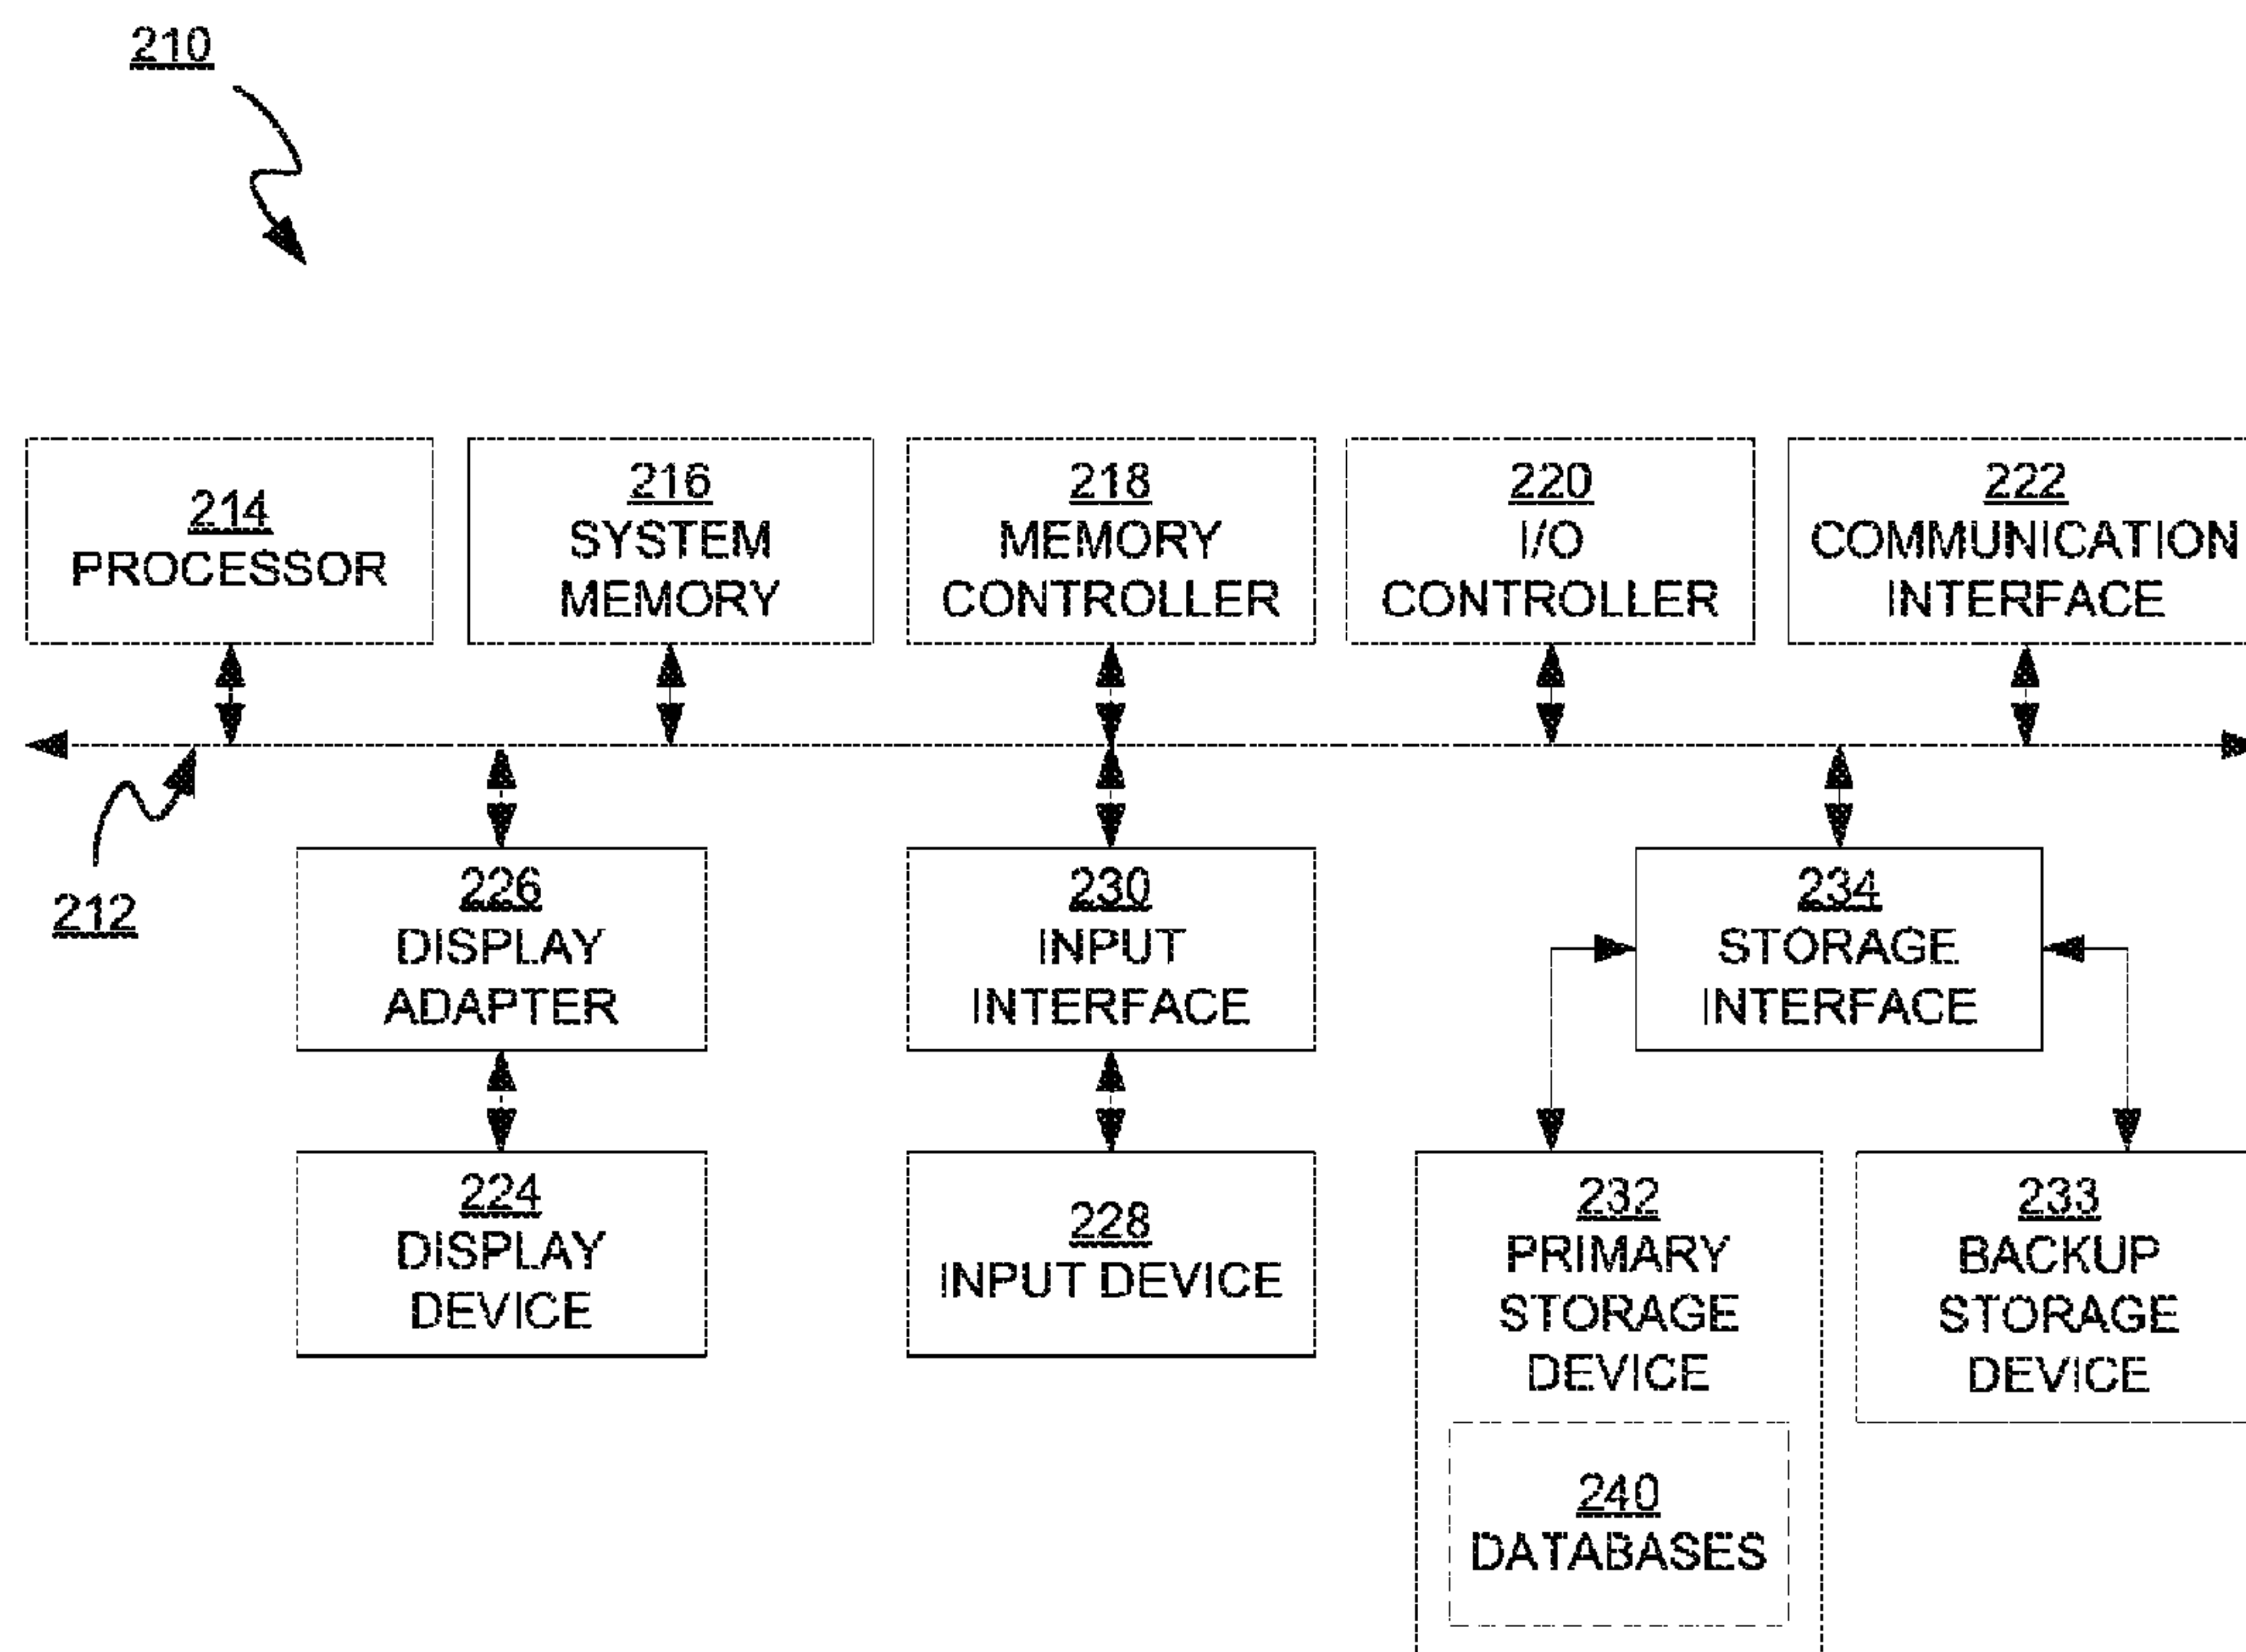 210
214
PROCESSOR
216
SYSTEM
MEMORY
218
MEMORY
CONTROLLER
220
I/O
CONTROLLER
222
COMMUNICATION
INTERFACE
212
226
DISPLAY
ADAPTER
230
INPUT
INTERFACE
234
STORAGE
INTERFACE
224
DISPLAY
DEVICE
228
INPUT DEVICE
232
PRIMARY
STORAGE
DEVICE
233
BACKUP
STORAGE
DEVICE
240
DATABASES